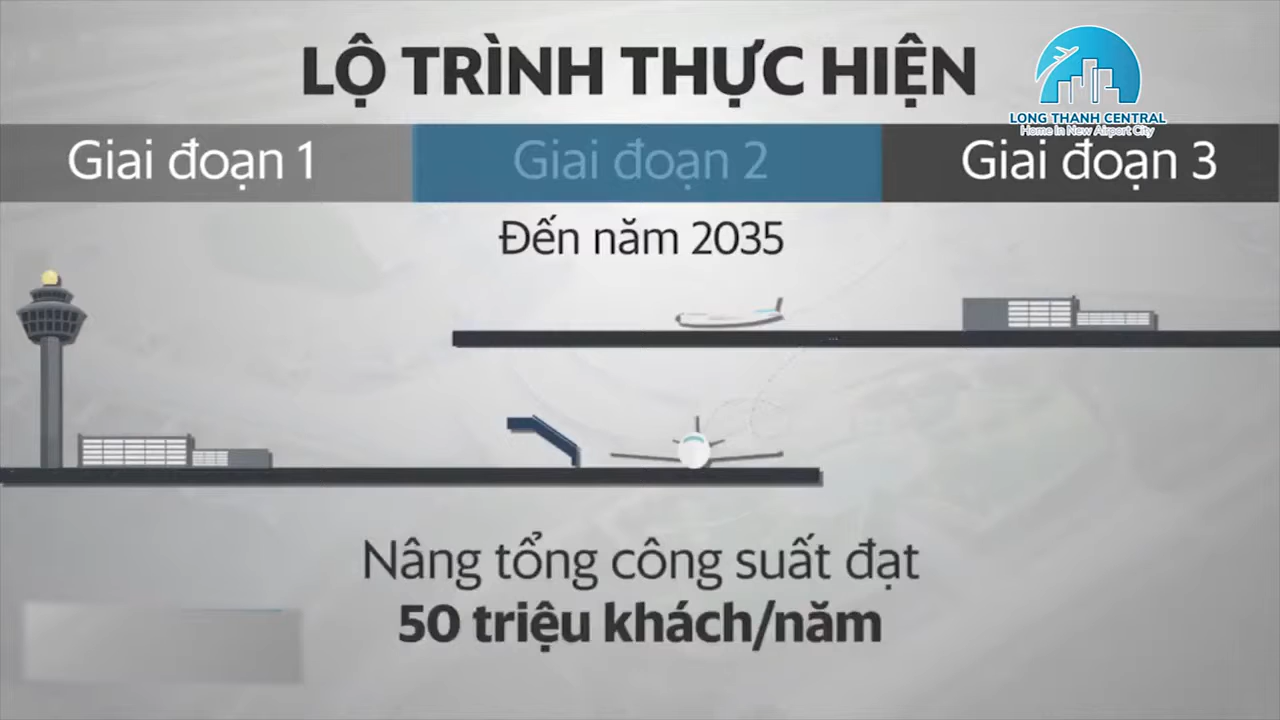 LỘ TRÌNH THỰC HIỆN
LONG THANH CENTRAL
Home In New Airport City
Giai đoạn 1
Giai đoạn 2
Giai đoạn 3
Đến năm 2035
Nâng tổng công suất đạt
50 triệu khách/năm